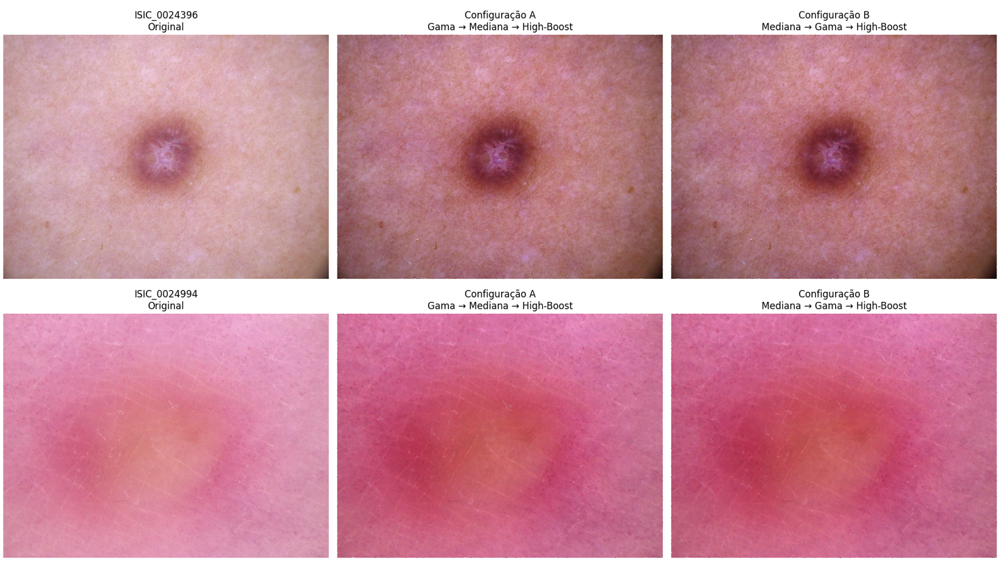 ISIC_0024396
Original
Configuração A
Gama → Mediana → High-Boost
Configuração B
Mediana → Gama → High-Boost
ISIC_0024994
Original
Configuração A
Gama → Mediana → High-Boost
Configuração B
Mediana → Gama → High-Boost